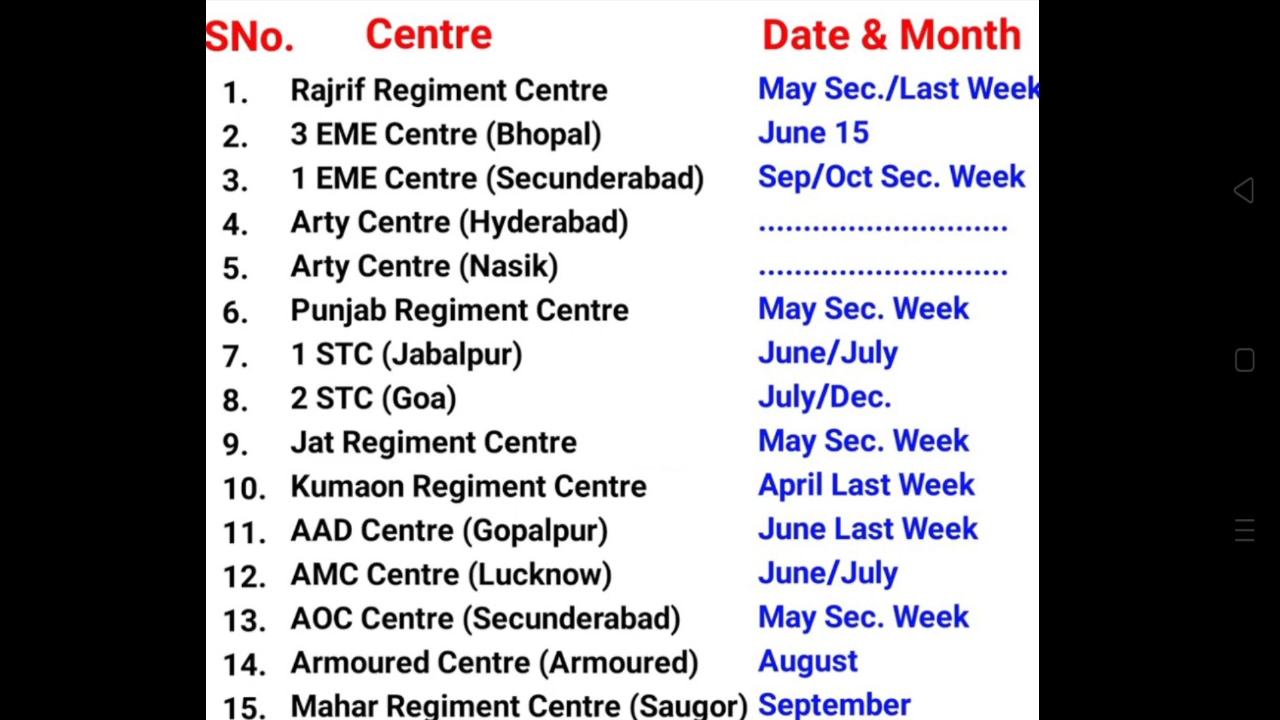 SNo. Centre Date & Month
1. Rajrif Regiment Centre May Sec./Last Week
2. 3 EME Centre (Bhopal) June 15
3. 1 EME Centre (Secunderabad) Sep/Oct Sec. Week
4. Arty Centre (Hyderabad) ............................
5. Arty Centre (Nasik) ............................
6. Punjab Regiment Centre May Sec. Week
7. 1 STC (Jabalpur) June/July
8. 2 STC (Goa) July/Dec.
9. Jat Regiment Centre May Sec. Week
10. Kumaon Regiment Centre April Last Week
11. AAD Centre (Gopalpur) June Last Week
12. AMC Centre (Lucknow) June/July
13. AOC Centre (Secunderabad) May Sec. Week
14. Armoured Centre (Armoured) August
15. Mahar Regiment Centre (Saugor) September